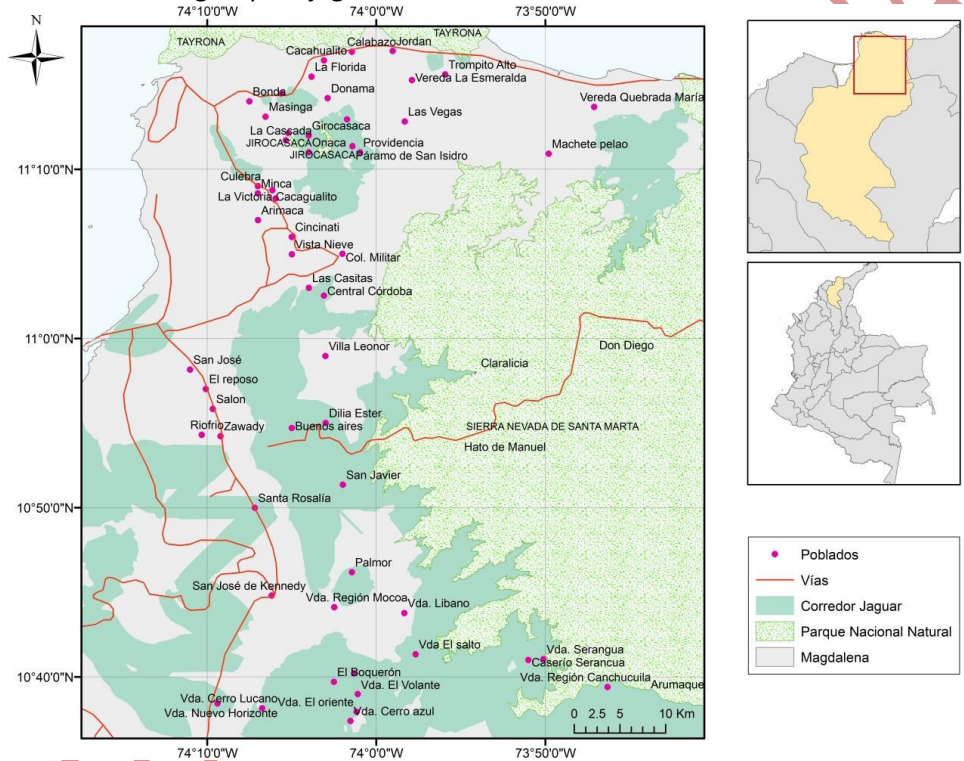 74°10'0"W 74°0'0"W 73°50'0"W
N
TAYRONA
TAYRONA
Calabazo
Jordan
Cacahualito
La Florida
Trompito Alto
Vereda La Esmeralda
Bonda
Donama
Vereda Quebrada María
Masinga
Las Vegas
La Cascada
Girocasaca
JIROCASACA
Onaca
Providencia
JIROCASACA
Páramo de San Isidro
Machete pelao
11°10'0"N
Culebra
Minca
La Victoria
Cacagualito
Arimaca
Cincinati
Vista Nieve
Col. Militar
Las Casitas
Central Córdoba
11°0'0"N
Villa Leonor
Don Diego
San José
Claralicia
El reposo
Salon
Riofrio
Zawady
Dilia Ester
Buenos aires
SIERRA NEVADA DE SANTA MARTA
Hato de Manuel
San Javier
Santa Rosalía
10°50'0"N
Palmor
San José de Kennedy
Vda. Región Mocoa
Vda. Libano
Vda El salto
Vda. Serangua
Caserío Serancua
El Boquerón
Vda. Región Canchucuila
10°40'0"N
Vda. El Volante
Arumaque
Vda. Cerro Lucano
Vda. El oriente
Vda. Nuevo Horizonte
Vda. Cerro azul
0 2.5 5 10 Km
74°10'0"W 74°0'0"W 73°50'0"W
Poblados
Vías
Corredor Jaguar
Parque Nacional Natural
Magdalena